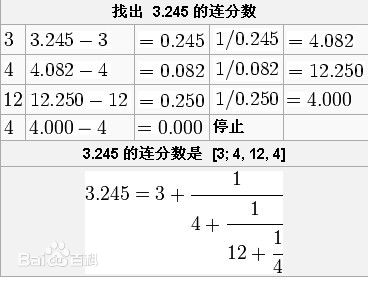 找出 3.245 的连分数
3 3.245 − 3 = 0.245 1/0.245 = 4.082
4 4.082 − 4 = 0.082 1/0.082 = 12.250
12 12.250 − 12 = 0.250 1/0.250 = 4.000
4 4.000 − 4 = 0.000 停止
3.245 的连分数是 [3; 4, 12, 4]
3.245 = 3 +
1
4 +
1
12 +
1
4
Bai百科